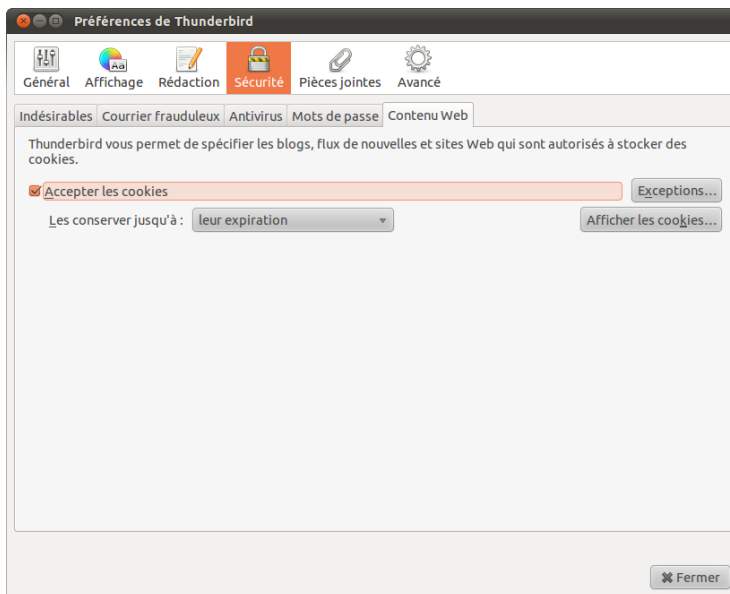 Préférences de Thunderbird
Aa
Général Affichage Rédaction Sécurité Pièces jointes Avancé
Indésirables Courrier frauduleux Antivirus Mots de passe Contenu Web
Thunderbird vous permet de spécifier les blogs, flux de nouvelles et sites Web qui sont autorisés à stocker des
cookies.
Accepter les cookies Exceptions...
Les conserver jusqu'à : leur expiration Afficher les cookies...
Fermer